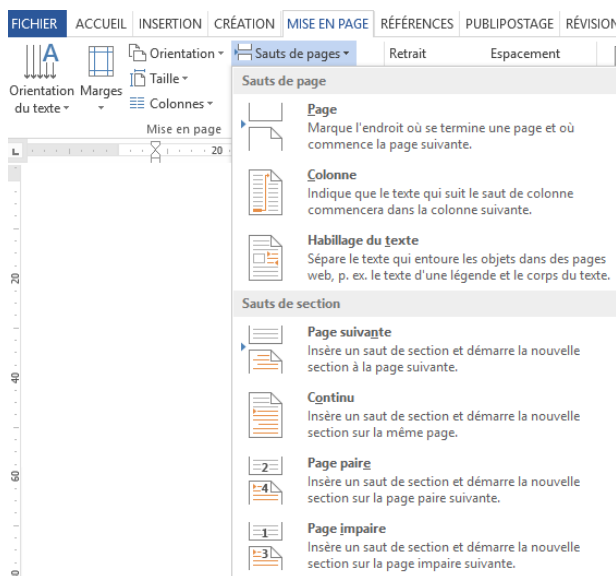 FICHIER ACCUEIL INSERTION CRÉATION MISE EN PAGE RÉFÉRENCES PUBLIPOSTAGE RÉVISION
A Orientation Sauts de pages Retrait Espacement
Taille
Orientation Marges
du texte Colonnes
Mise en page
20
Sauts de page
Page
Marque l'endroit où se termine une page et où
commence la page suivante.
Colonne
Indique que le texte qui suit le saut de colonne
commencera dans la colonne suivante.
Habillage du texte
Sépare le texte qui entoure les objets dans des pages
web, p. ex. le texte d'une légende et le corps du texte.
20
Sauts de section
Page suivante
Insère un saut de section et démarre la nouvelle
section à la page suivante.
40
Continu
Insère un saut de section et démarre la nouvelle
section sur la même page.
60
2
4
Page paire
Insère un saut de section et démarre la nouvelle
section sur la page paire suivante.
1
3
Page impaire
Insère un saut de section et démarre la nouvelle
section sur la page impaire suivante.